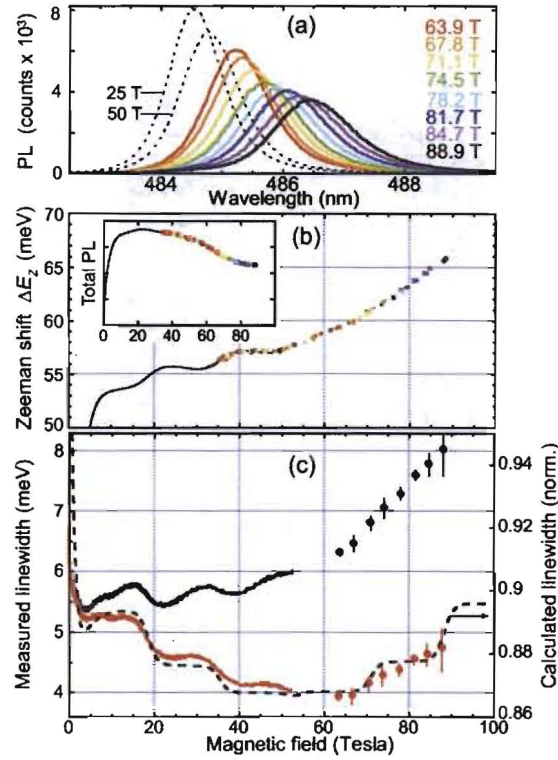 8
4
0
PL (counts x 10³)
(a)
25 T
50 T
63.9 T
67.8 T
71.1 T
74.5 T
78.2 T
81.7 T
84.7 T
88.9 T
484 486 488
Wavelength (nm)
70
65
60
55
50
Zeeman shift ΔE_z (meV)
(b)
Total PL
0 20 40 60 80
8
7
6
5
4
Measured linewidth (meV)
(c)
0.94
0.92
0.9
0.88
0.86
Calculated linewidth (norm.)
0 20 40 60 80 100
Magnetic field (Tesla)